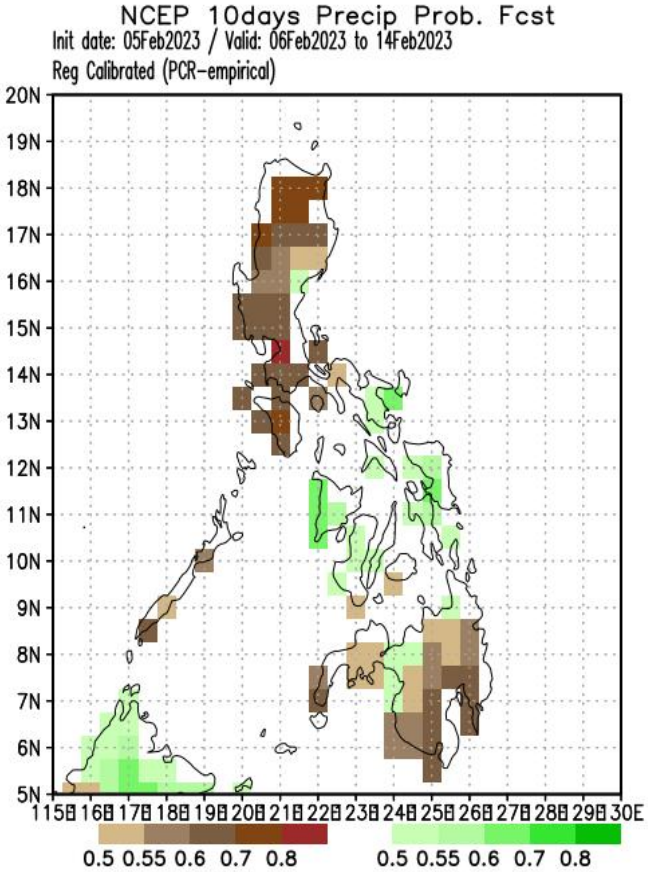 NCEP 10days Precip Prob. Fcst
Init date: 05Feb2023 / Valid: 06Feb2023 to 14Feb2023
Reg Calibrated (PCR-empirical)
20N
19N
18N
17N
16N
15N
14N
13N
12N
11N
10N
9N
8N
7N
6N
5N
115E 116E 117E 118E 119E 120E 121E 122E 123E 124E 125E 126E 127E 128E 129E 130E
0.5 0.55 0.6 0.7 0.8 0.5 0.55 0.6 0.7 0.8